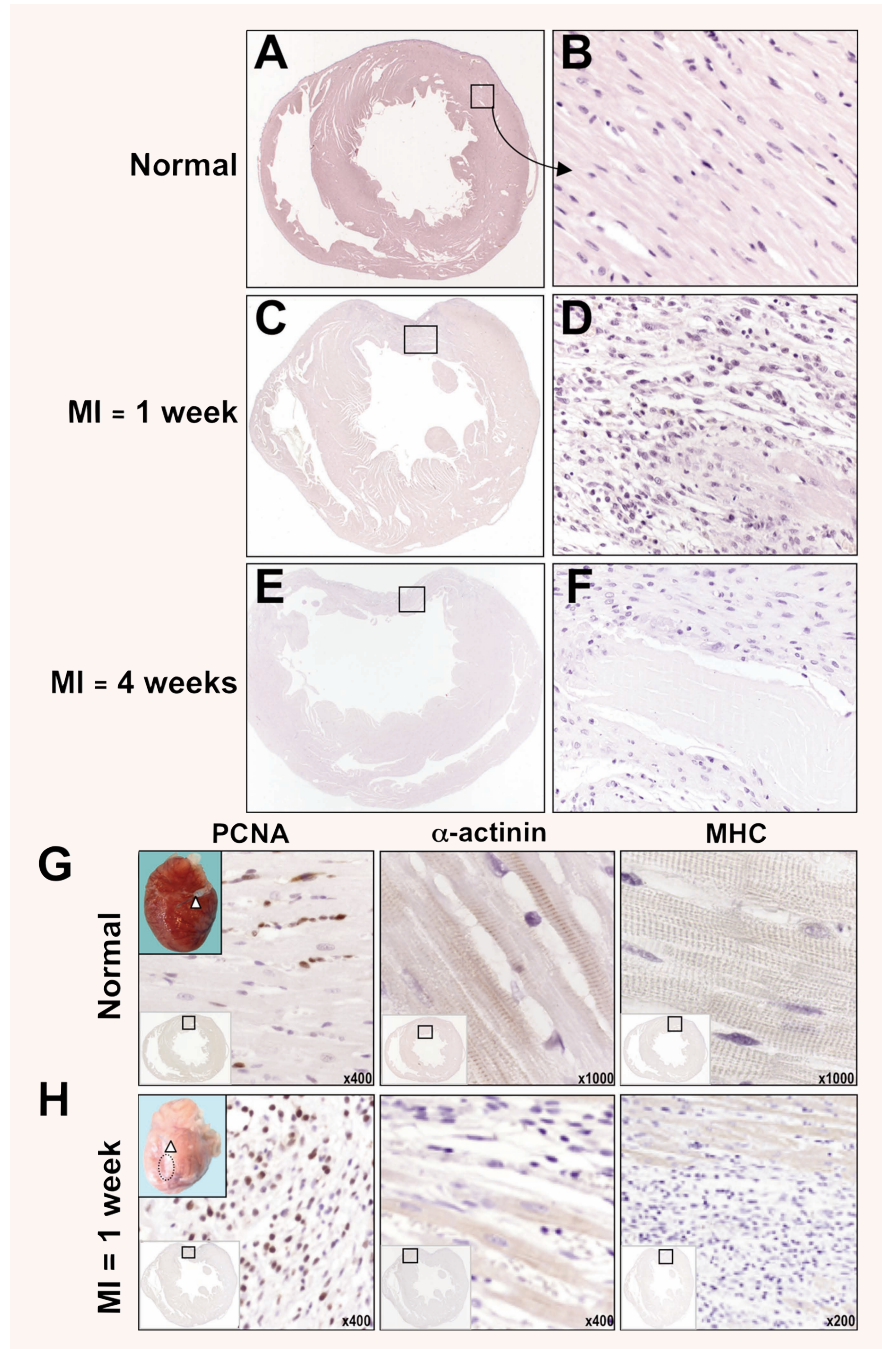 A
B
Normal
C
D
MI = 1 week
E
F
MI = 4 weeks
PCNA
α-actinin
MHC
G
Normal
x400
x1000
x1000
H
MI = 1 week
x400
x400
x200